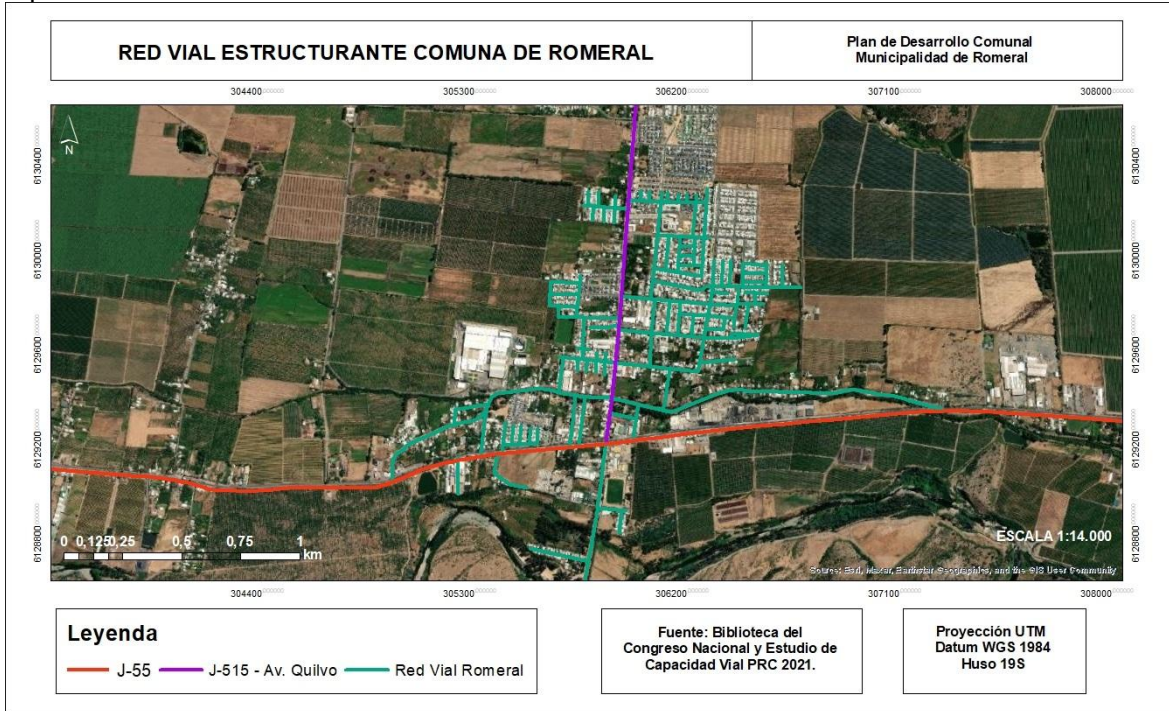 RED VIAL ESTRUCTURANTE COMUNA DE ROMERAL
Plan de Desarrollo Comunal
Municipalidad de Romeral
304400 305300 306200 307100 308000
N
6130400 6130400
6130000 6130000
6129600 6129600
6129200 6129200
6128800 6128800
0 0,125 0,25 0,5 0,75 1
km
ESCALA 1:14.000
Source: Esri, Maxar, Earthstar Geographics, and the GIS User Community
304400 305300 306200 307100 308000
Leyenda
J-55 J-515 - Av. Quilvo Red Vial Romeral
Fuente: Biblioteca del
Congreso Nacional y Estudio de
Capacidad Vial PRC 2021.
Proyección UTM
Datum WGS 1984
Huso 19S